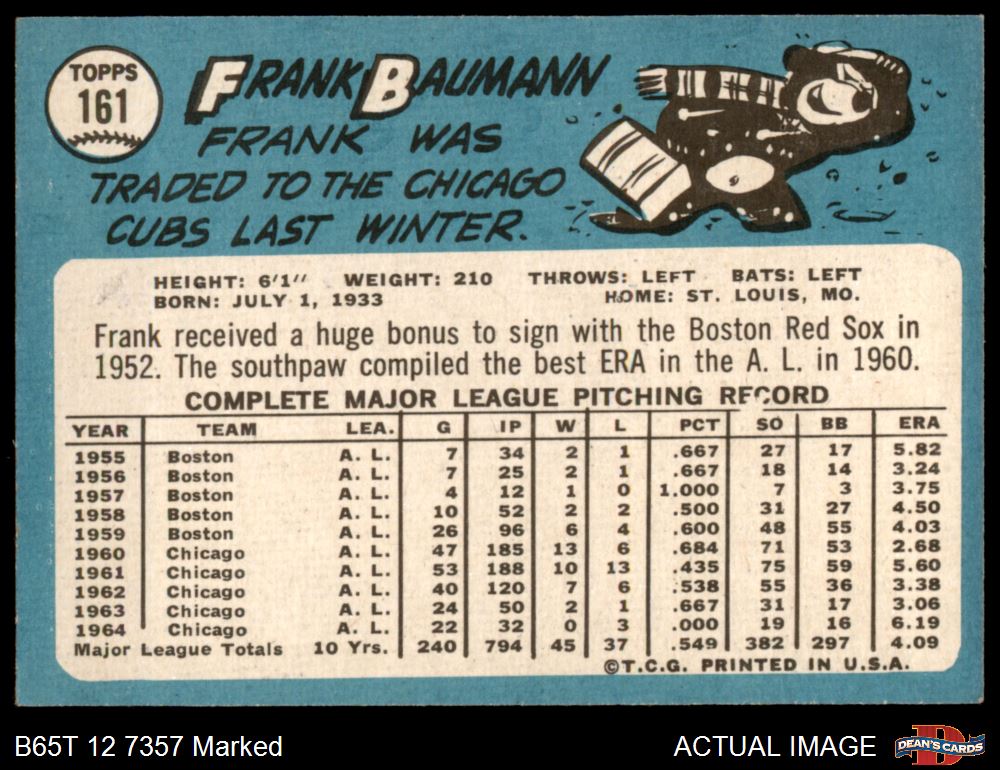 TOPPS
161
FRANK BAUMANN
FRANK WAS
TRADED TO THE CHICAGO
CUBS LAST WINTER.
HEIGHT: 6'1" WEIGHT: 210 THROWS: LEFT BATS: LEFT
BORN: JULY 1, 1933 HOME: ST. LOUIS, MO.
Frank received a huge bonus to sign with the Boston Red Sox in
1952. The southpaw compiled the best ERA in the A. L. in 1960.
COMPLETE MAJOR LEAGUE PITCHING RECORD
YEAR TEAM LEA. G IP W L PCT SO BB ERA
1955 Boston A. L. 7 34 2 1 .667 27 17 5.82
1956 Boston A. L. 7 25 2 1 .667 18 14 3.24
1957 Boston A. L. 4 12 1 0 1.000 7 3 3.75
1958 Boston A. L. 10 52 2 2 .500 31 27 4.50
1959 Boston A. L. 26 96 6 4 .600 48 55 4.03
1960 Chicago A. L. 47 185 13 6 .684 71 53 2.68
1961 Chicago A. L. 53 188 10 13 .435 75 59 5.60
1962 Chicago A. L. 40 120 7 6 .538 55 36 3.38
1963 Chicago A. L. 24 50 2 1 .667 31 17 3.06
1964 Chicago A. L. 22 32 0 3 .000 19 16 6.19
Major League Totals 10 Yrs. 240 794 45 37 .549 382 297 4.09
©T.C.G. PRINTED IN U.S.A.
B65T 12 7357 Marked
ACTUAL IMAGE
D
DEAN'S CARDS